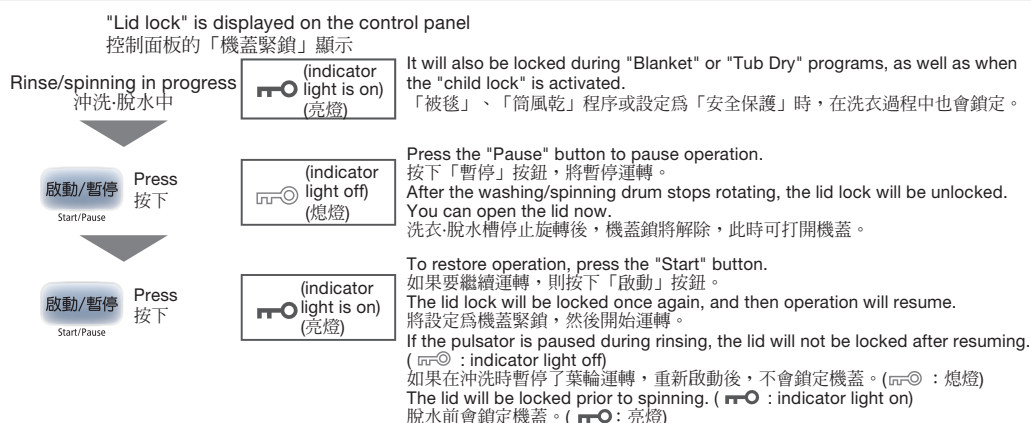 "Lid lock" is displayed on the control panel
控制面板的「機蓋緊鎖」顯示
Rinse/spinning in progress
沖洗·脫水中
(indicator
light is on)
(亮燈)
It will also be locked during "Blanket" or "Tub Dry" programs, as well as when
the "child lock" is activated.
「被毯」、「筒風乾」程序或設定爲「安全保護」時，在洗衣過程中也會鎖定。
啟動/暫停
Start/Pause
Press
按下
(indicator
light off)
(熄燈)
Press the "Pause" button to pause operation.
按下「暫停」按鈕，將暫停運轉。
After the washing/spinning drum stops rotating, the lid lock will be unlocked.
You can open the lid now.
洗衣·脫水槽停止旋轉後，機蓋鎖將解除，此時可打開機蓋。
啟動/暫停
Start/Pause
Press
按下
(indicator
light is on)
(亮燈)
To restore operation, press the "Start" button.
如果要繼續運轉，則按下「啟動」按鈕。
The lid lock will be locked once again, and then operation will resume.
將設定爲機蓋緊鎖，然後開始運轉。
If the pulsator is paused during rinsing, the lid will not be locked after resuming.
( : indicator light off)
如果在沖洗時暫停了葉輪運轉，重新啟動後，不會鎖定機蓋。( ：熄燈)
The lid will be locked prior to spinning. ( : indicator light on)
脫水前會鎖定機蓋。( ：亮燈)